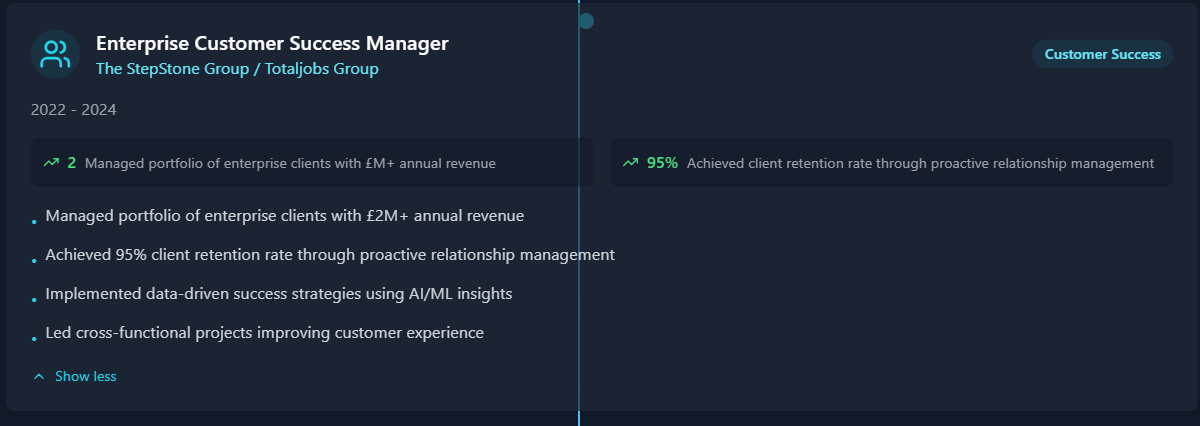 Enterprise Customer Success Manager
The StepStone Group / Totaljobs Group
Customer Success
2022 - 2024
2 Managed portfolio of enterprise clients with £M+ annual revenue
95% Achieved client retention rate through proactive relationship management
• Managed portfolio of enterprise clients with £2M+ annual revenue
• Achieved 95% client retention rate through proactive relationship management
• Implemented data-driven success strategies using AI/ML insights
• Led cross-functional projects improving customer experience
Show less